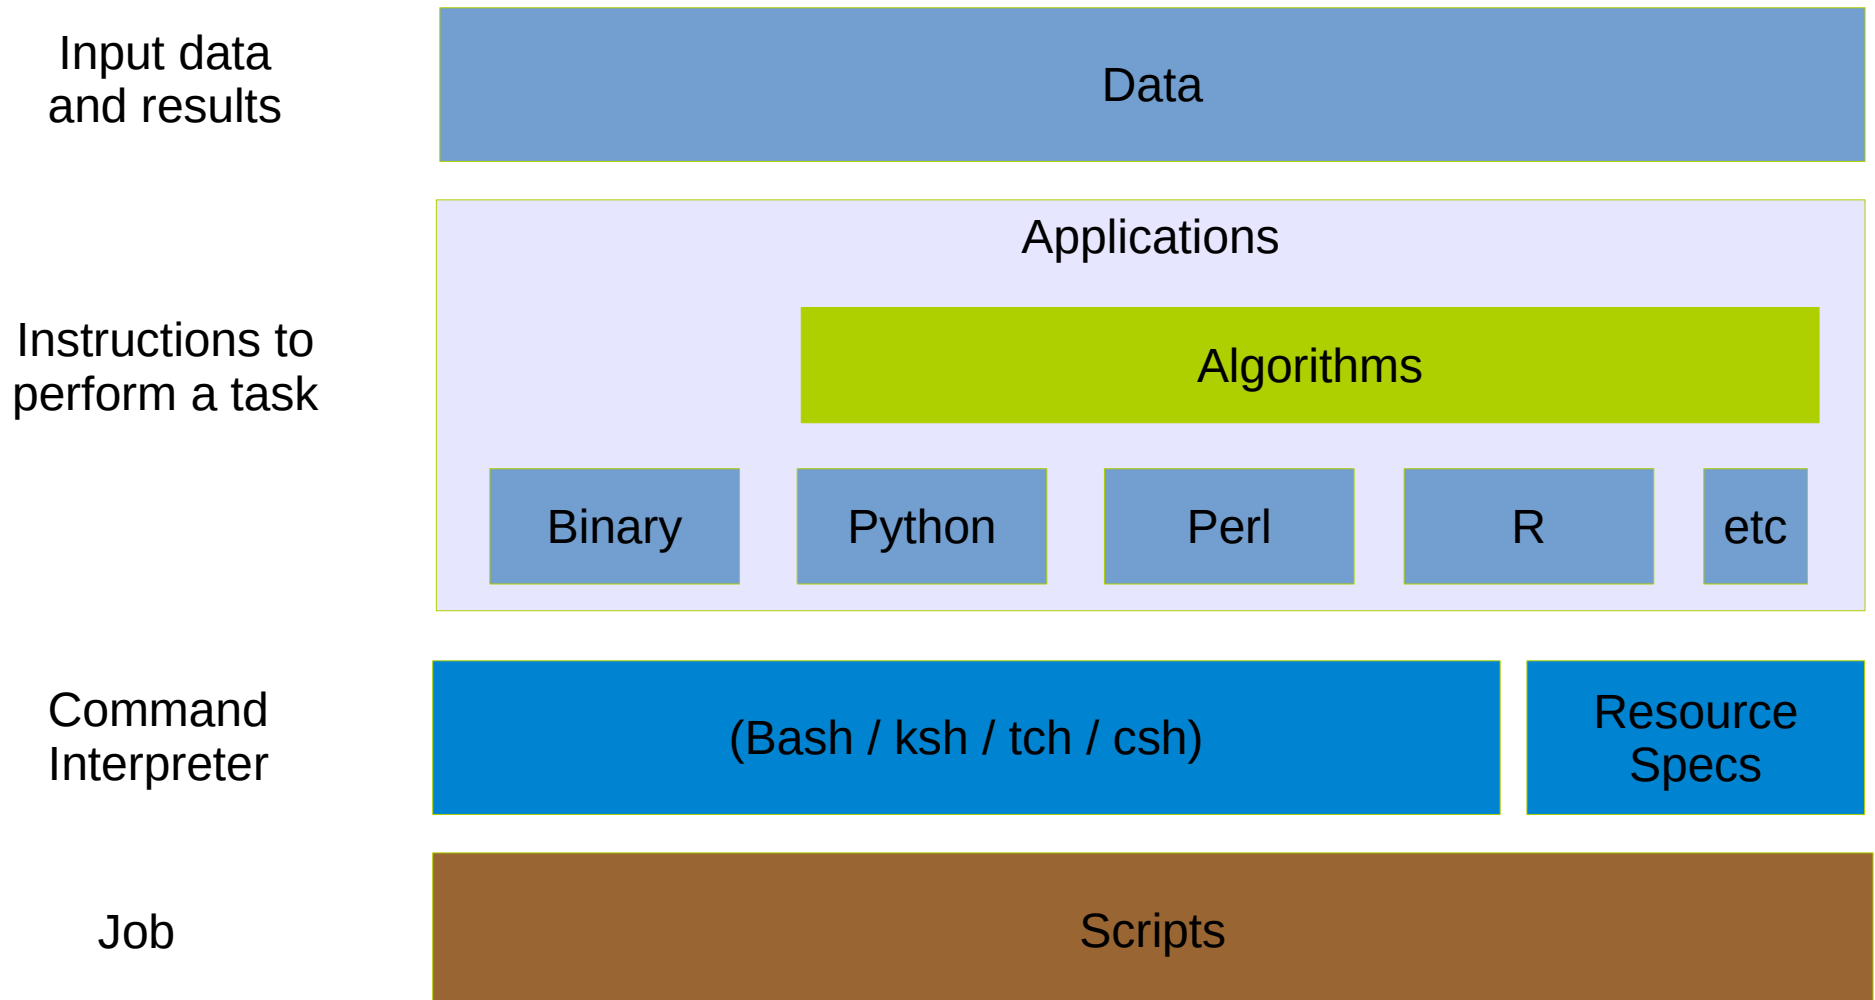 Input data
and results
Data
Applications
Instructions to
perform a task
Algorithms
Binary
Python
Perl
R
etc
Command
Interpreter
(Bash / ksh / tch / csh)
Resource
Specs
Job
Scripts